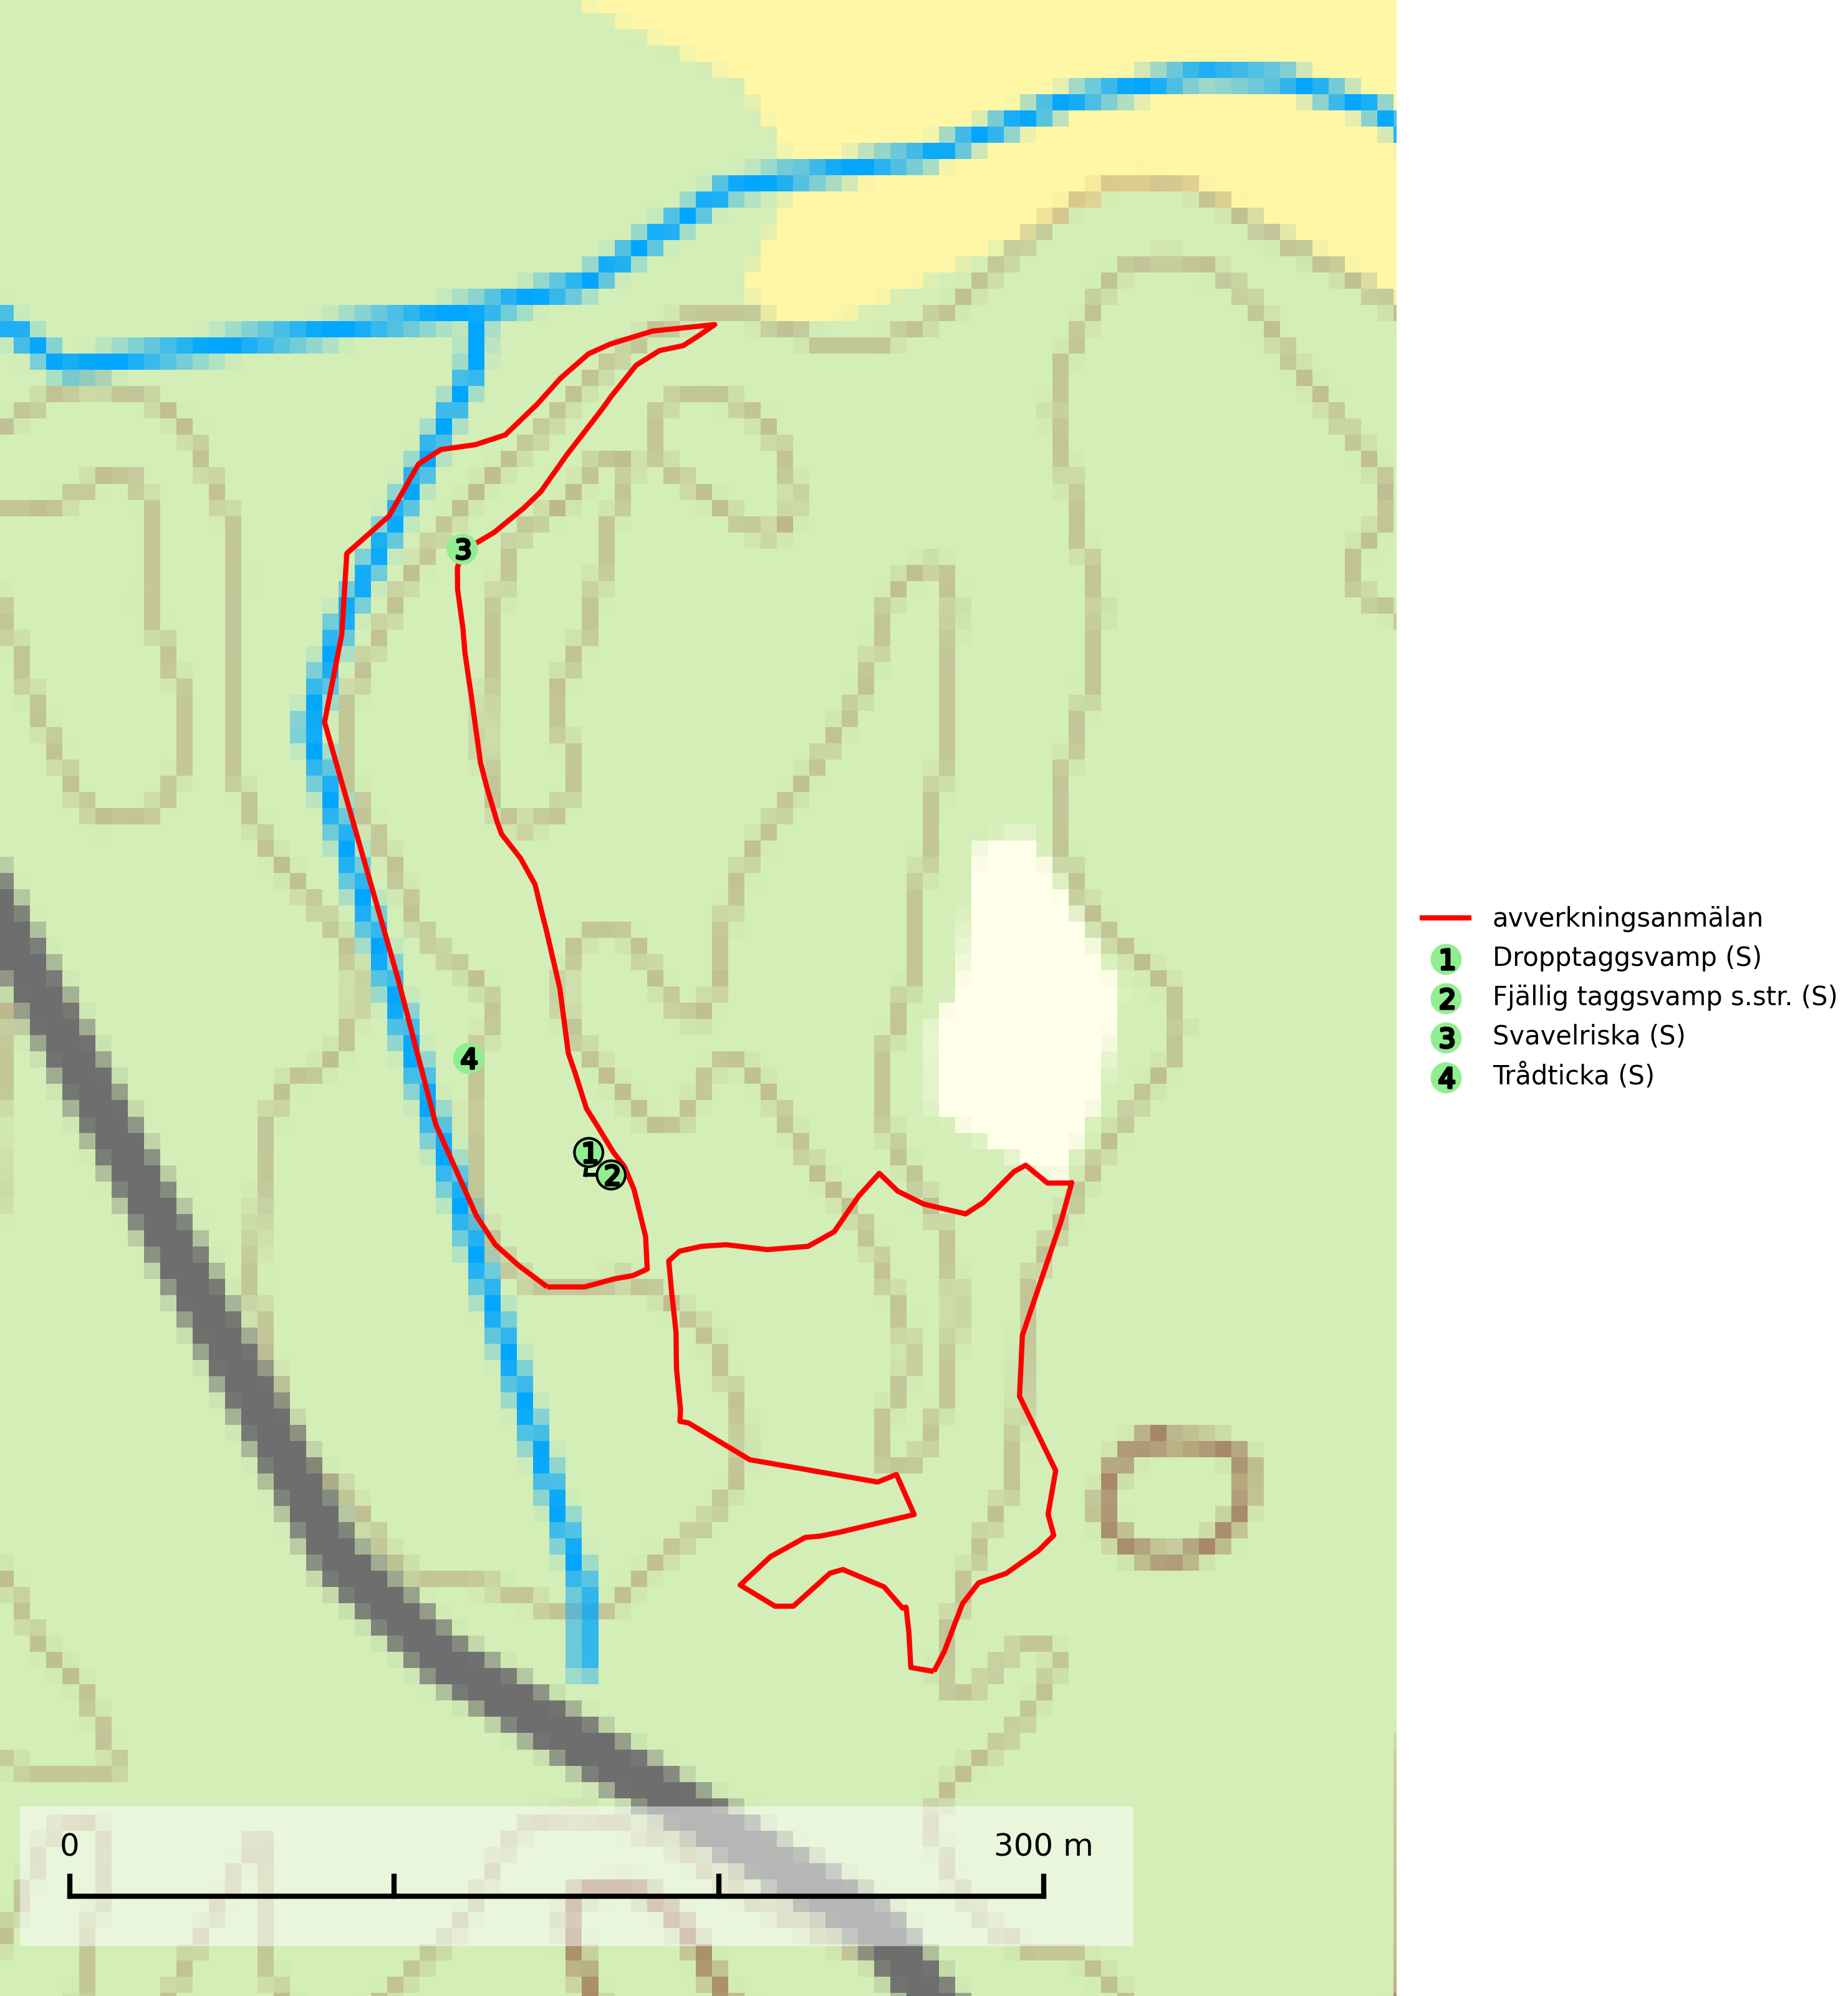 3
4
1
2
avverkningsanmälan
1 Dropptaggsvamp (S)
2 Fjällig taggsvamp s.str. (S)
3 Svavelriska (S)
4 Trådticka (S)
0 300 m